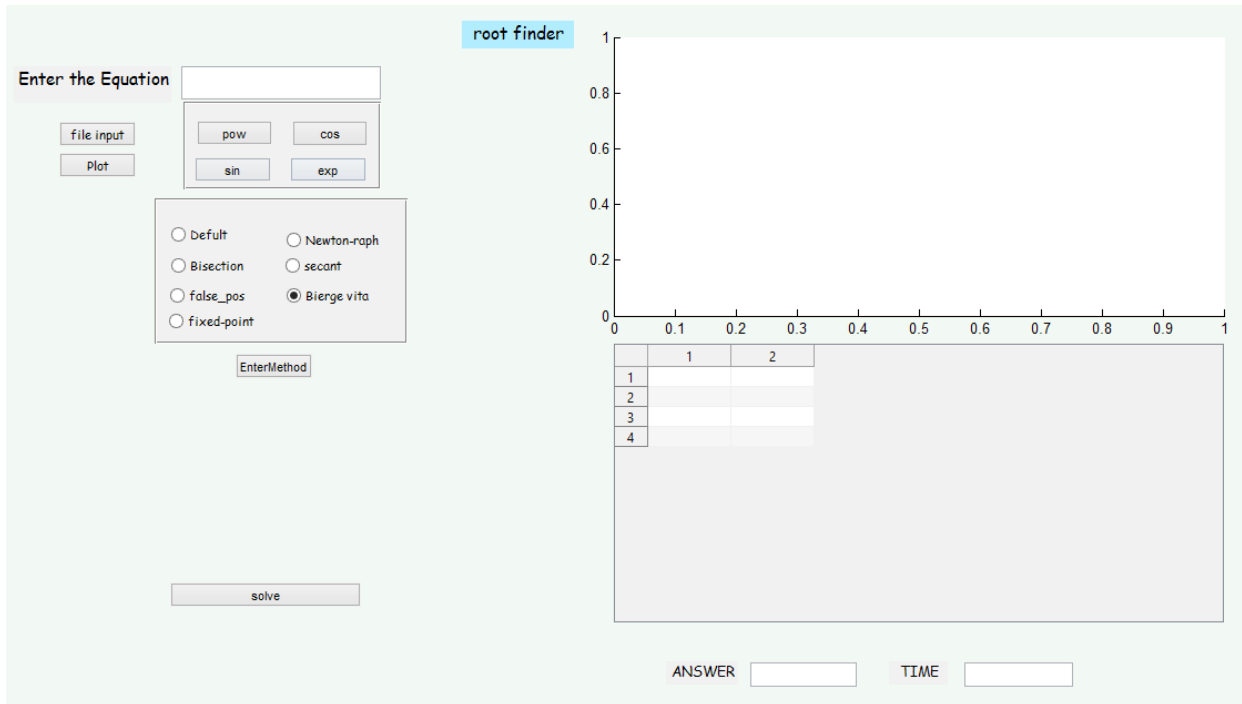 root finder
Enter the Equation
file input
Plot
pow
cos
sin
exp
Defult
Newton-raph
Bisection
secant
false_pos
Bierge vita
fixed-point
EnterMethod
solve
1
0.8
0.6
0.4
0.2
0
0 0.1 0.2 0.3 0.4 0.5 0.6 0.7 0.8 0.9 1
1 2
1
2
3
4
ANSWER
TIME